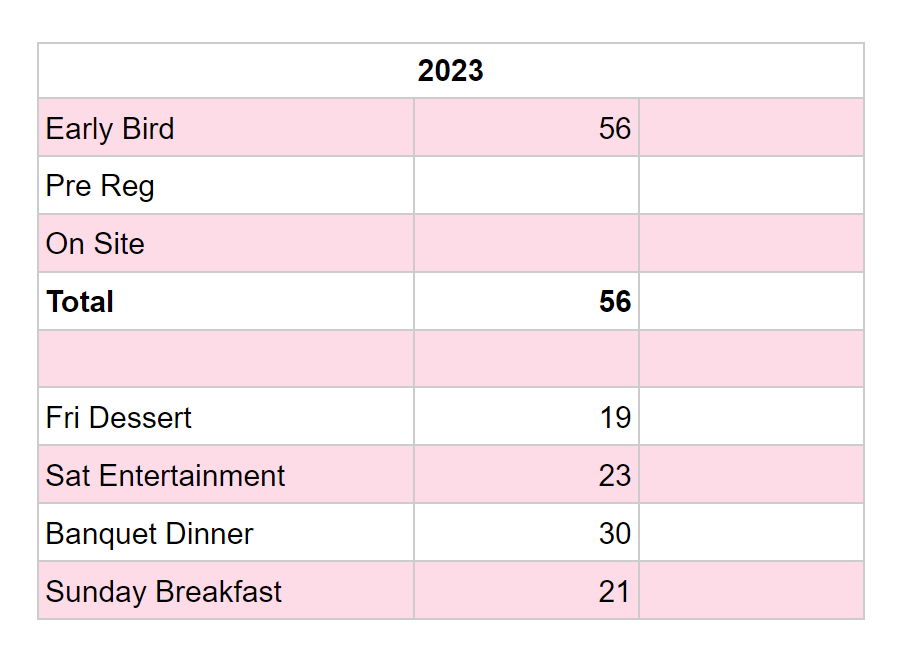 2023
Early Bird 56
Pre Reg
On Site
Total 56
Fri Dessert 19
Sat Entertainment 23
Banquet Dinner 30
Sunday Breakfast 21